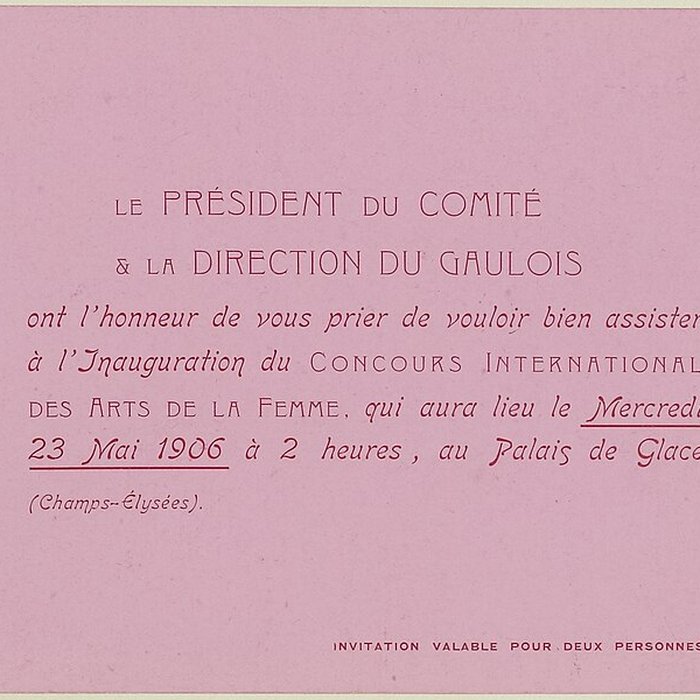 LE PRÉSIDENT DU COMITÉ
& LA DIRECTION DU GAULOIS
ont l'honneur de vous prier de vouloir bien assister
à l'Inauguration du CONCOURS INTERNATIONAL
DES ARTS DE LA FEMME, qui aura lieu le Mercredi
23 Mai 1906 à 2 heures, au Palais de Glace
(Champs-Élysées).
INVITATION VALABLE POUR DEUX PERSONNES